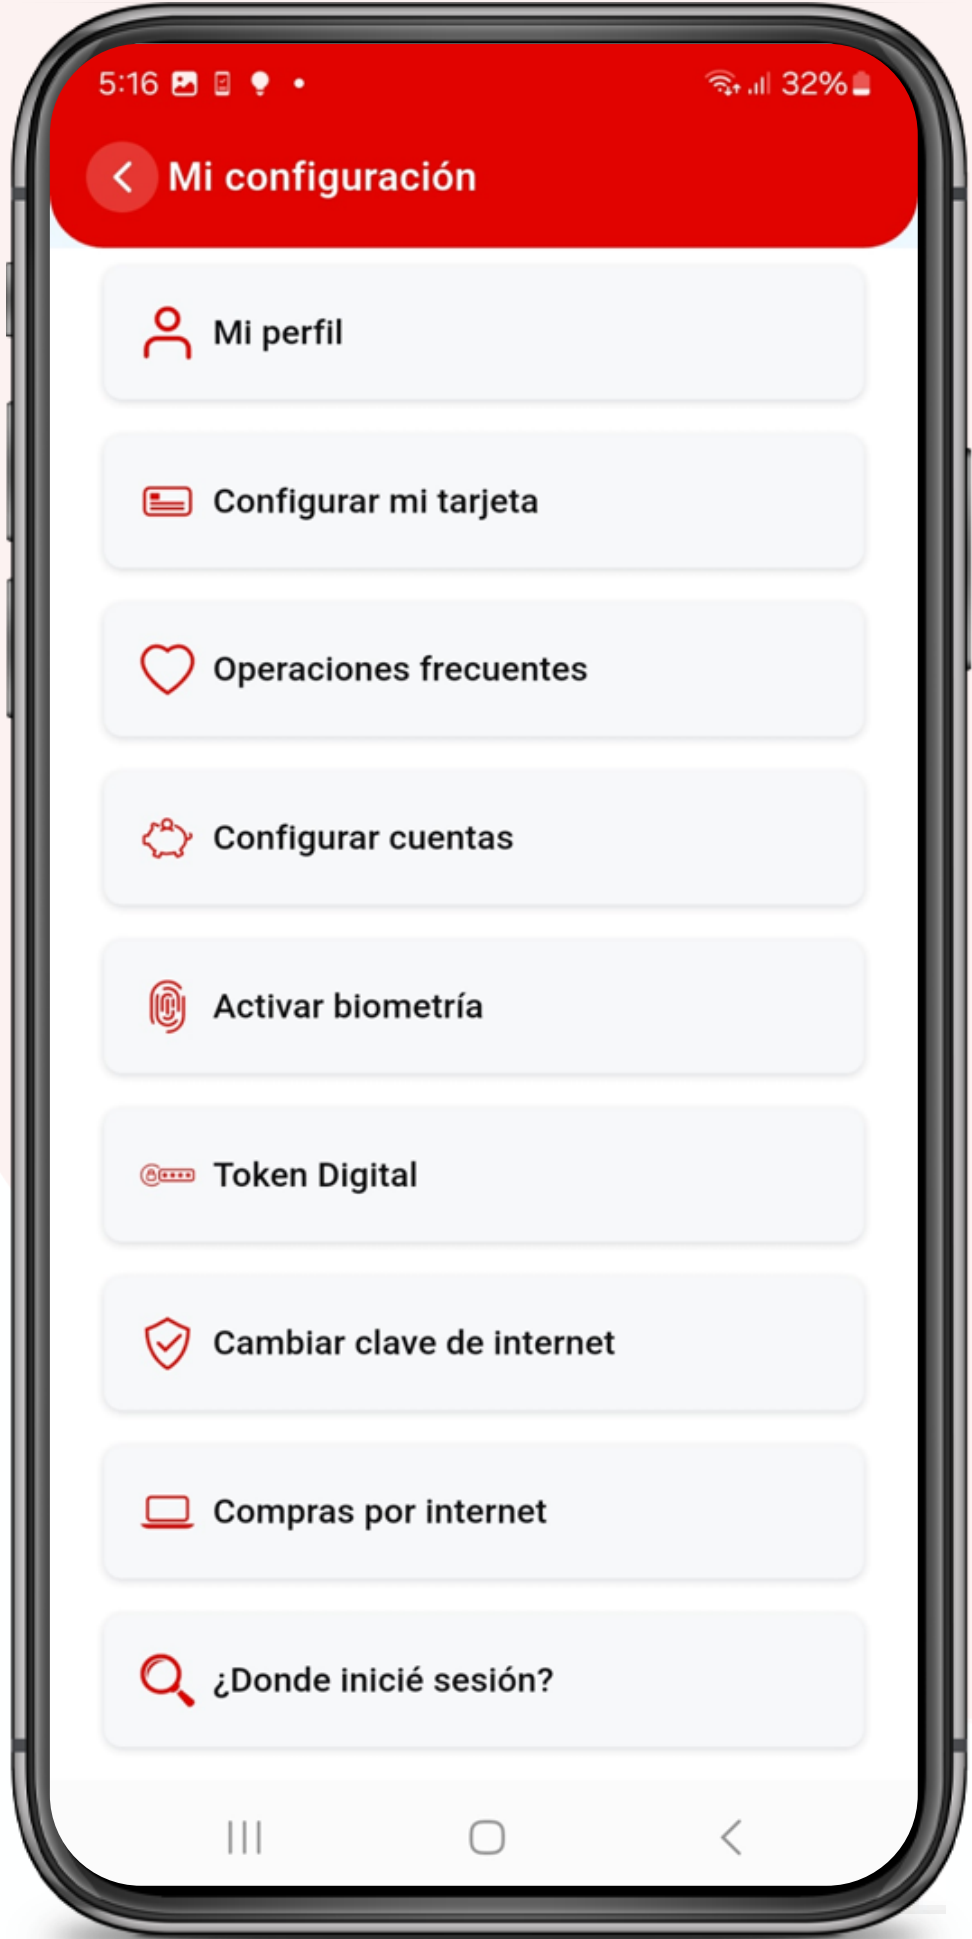 5:16 32%
Mi configuración
Mi perfil
Configurar mi tarjeta
Operaciones frecuentes
Configurar cuentas
Activar biometría
Token Digital
Cambiar clave de internet
Compras por internet
¿Donde inicié sesión?